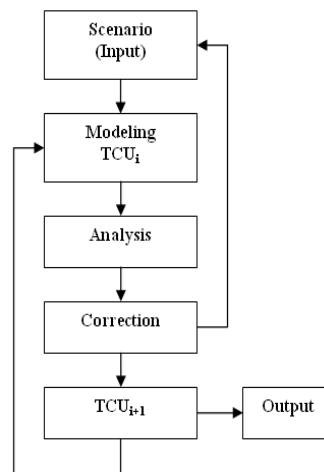 Scenario
(Input)
Modeling
TCUᵢ
Analysis
Correction
TCUᵢ₊₁
Output